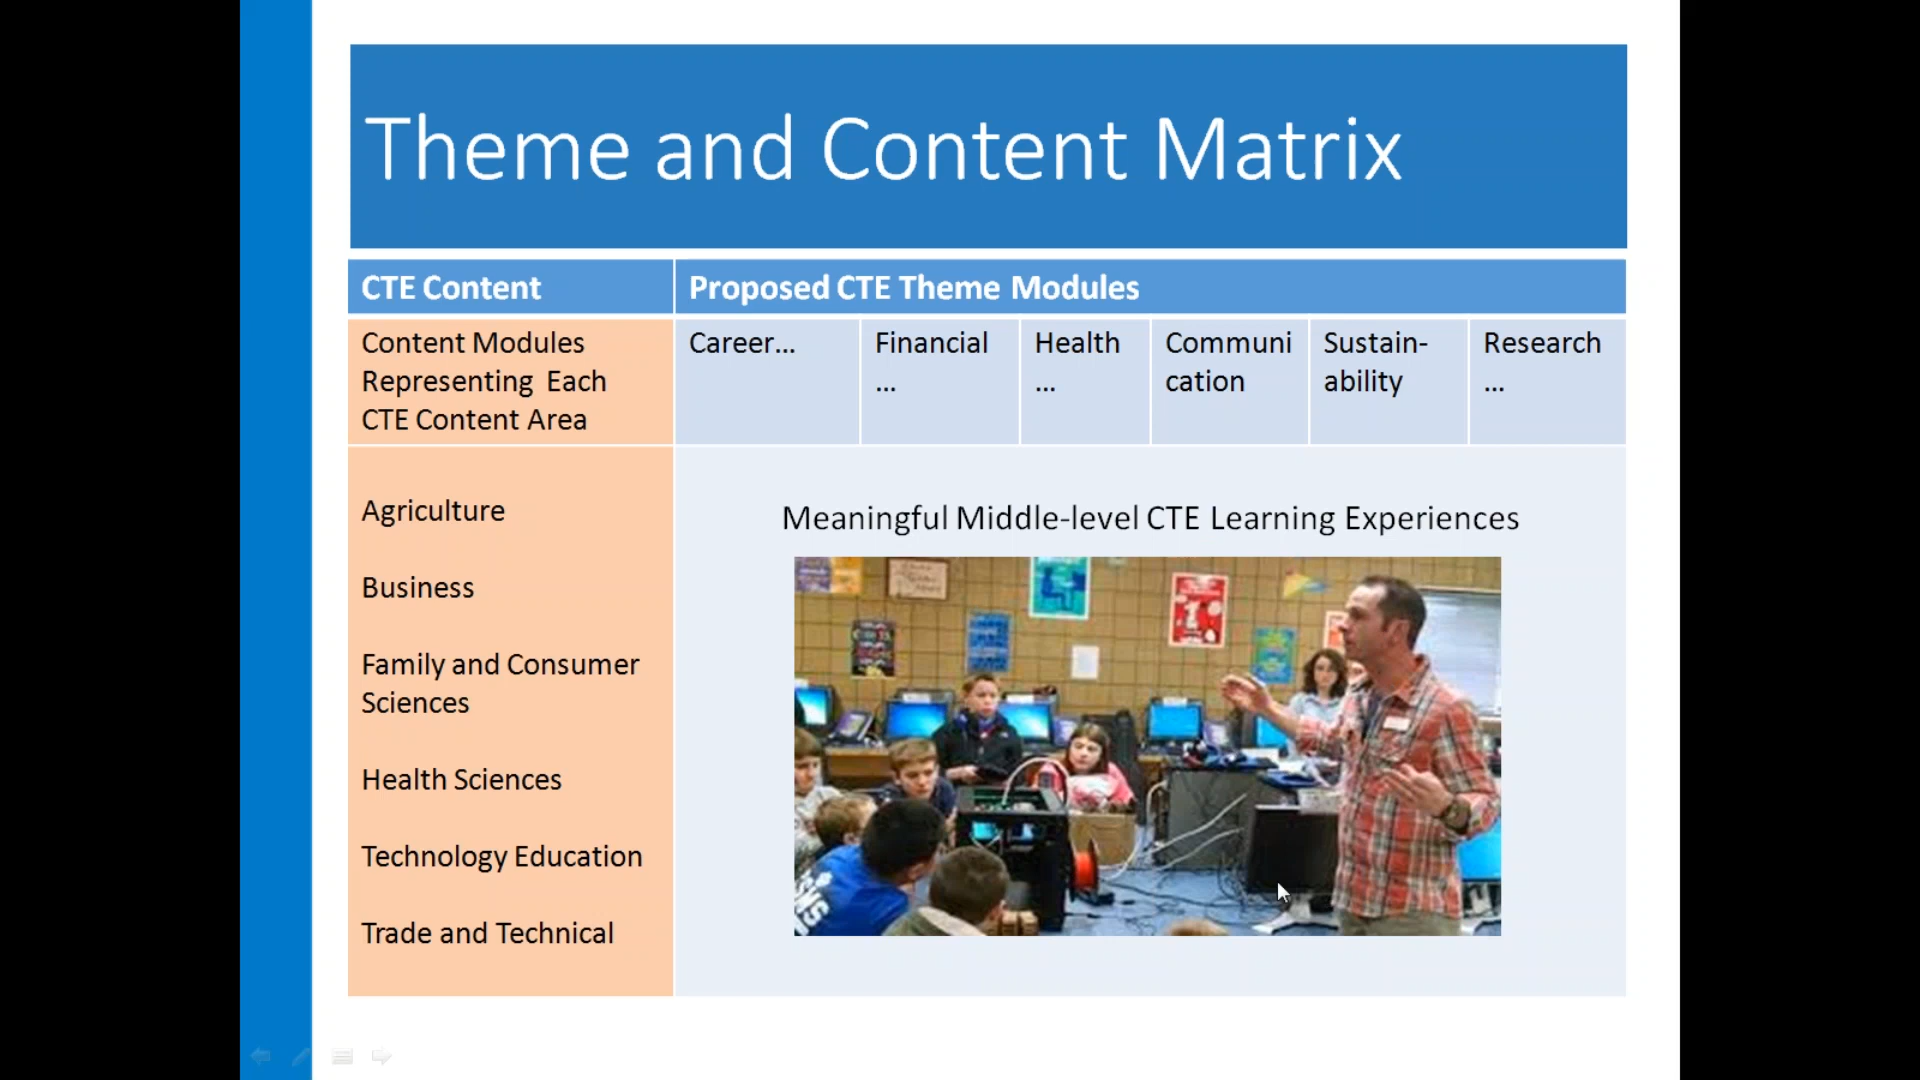 Theme and Content Matrix
CTE Content
Proposed CTE Theme Modules
Content Modules
Representing Each
CTE Content Area
Career...
Financial
...
Health
...
Communi
cation
Sustain-
ability
Research
...
Agriculture
Business
Family and Consumer
Sciences
Health Sciences
Technology Education
Trade and Technical
Meaningful Middle-level CTE Learning Experiences